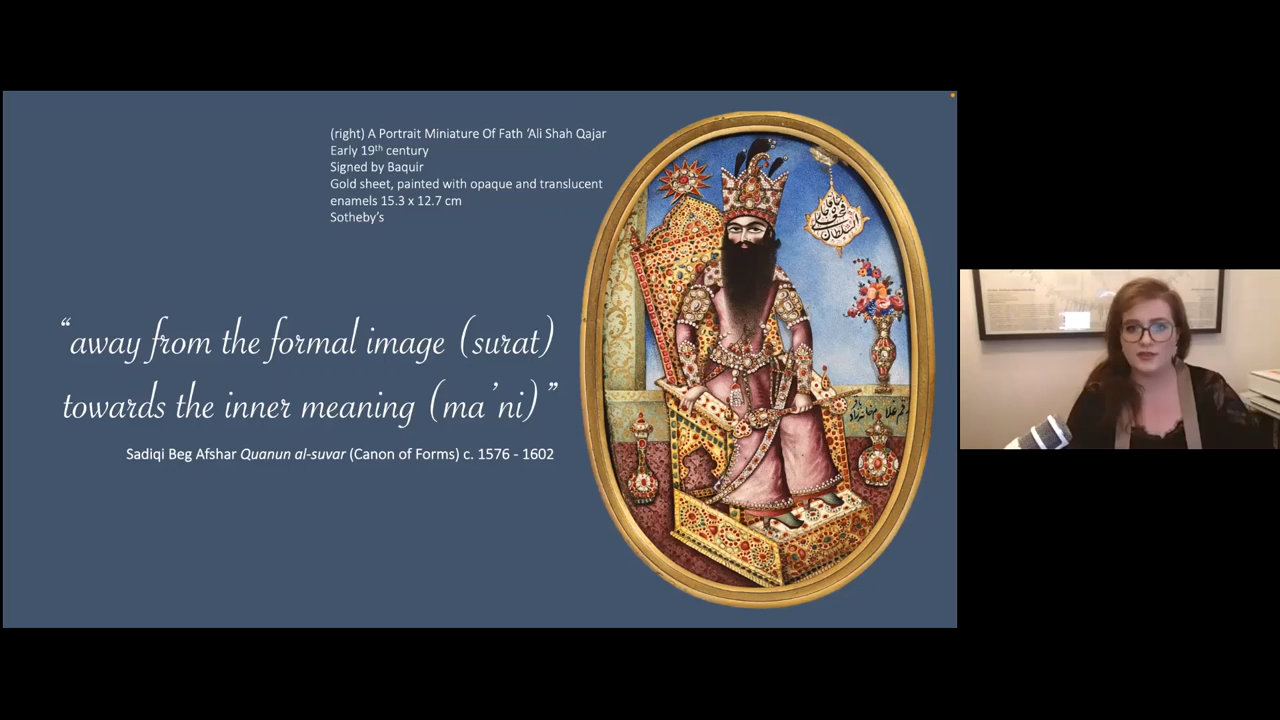 (right) A Portrait Miniature Of Fath ‘Ali Shah Qajar
Early 19th century
Signed by Baquir
Gold sheet, painted with opaque and translucent
enamels 15.3 x 12.7 cm
Sotheby’s
“away from the formal image (surat)
towards the inner meaning (ma’ni)”
Sadiqi Beg Afshar Quanun al-suvar (Canon of Forms) c. 1576 - 1602
السلطان